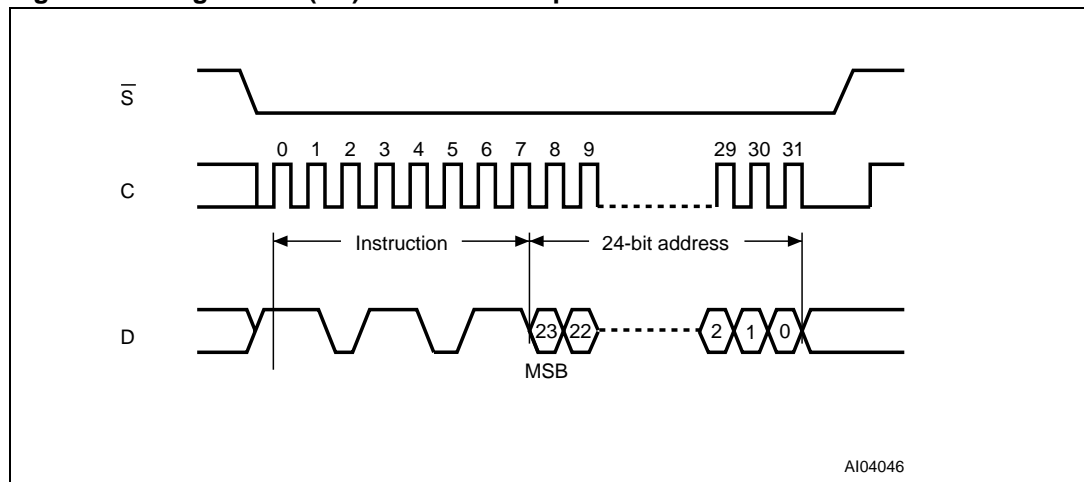 S
0 1 2 3 4 5 6 7 8 9 29 30 31
C
Instruction 24-bit address
D 23 22 2 1 0
MSB
AI04046